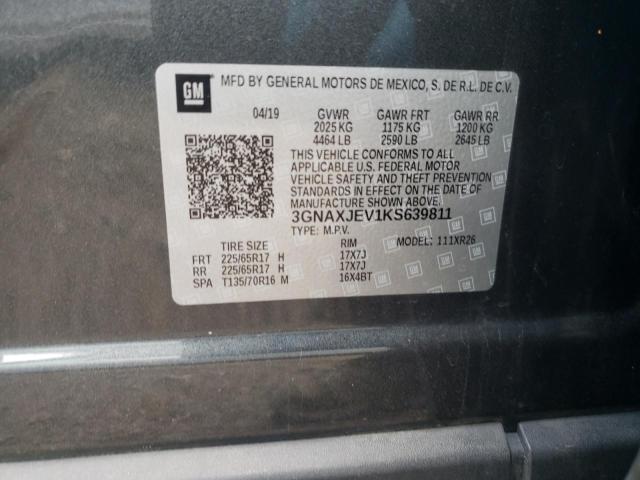 GM
MFD BY GENERAL MOTORS DE MEXICO, S. DE R.L. DE C.V.
04/19 GVWR GAWR FRT GAWR RR
2025 KG 1175 KG 1200 KG
4464 LB 2590 LB 2645 LB
THIS VEHICLE CONFORMS TO ALL
APPLICABLE U.S. FEDERAL MOTOR
VEHICLE SAFETY AND THEFT PREVENTION
STANDARDS IN EFFECT ON THE DATE OF
MANUFACTURE SHOWN ABOVE.
3GNAXJEV1KS639811
TYPE: M.P.V. MODEL: 111XR26
TIRE SIZE RIM
FRT 225/65R17 H 17X7J
RR 225/65R17 H 17X7J
SPA T135/70R16 M 16X4BT